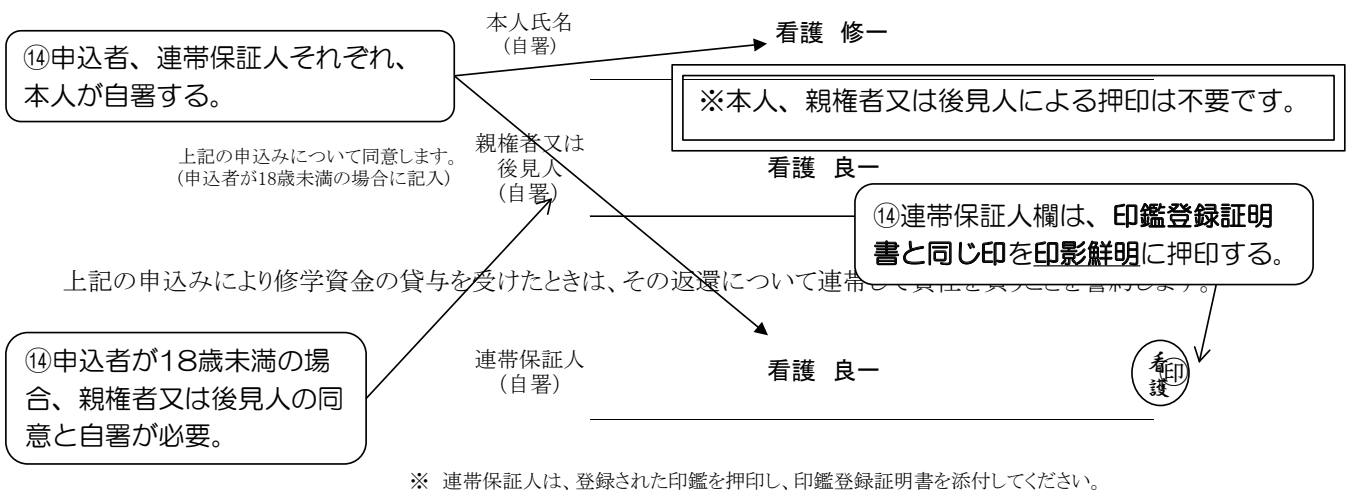 本人氏名
(自署)
看護 修一
⑭申込者、連帯保証人それぞれ、
本人が自署する。
※本人、親権者又は後見人による押印は不要です。
上記の申込みについて同意します。
(申込者が18歳未満の場合に記入)
親権者又は
後見人
(自署)
看護 良一
⑭連帯保証人欄は、印鑑登録証明
書と同じ印を印影鮮明に押印する。
上記の申込みにより修学資金の貸与を受けたときは、その返還について連帯して責任を負うことを誓約します。
⑭申込者が18歳未満の場
合、親権者又は後見人の同
意と自署が必要。
連帯保証人
(自署)
看護 良一
看護
印
※ 連帯保証人は、登録された印鑑を押印し、印鑑登録証明書を添付してください。